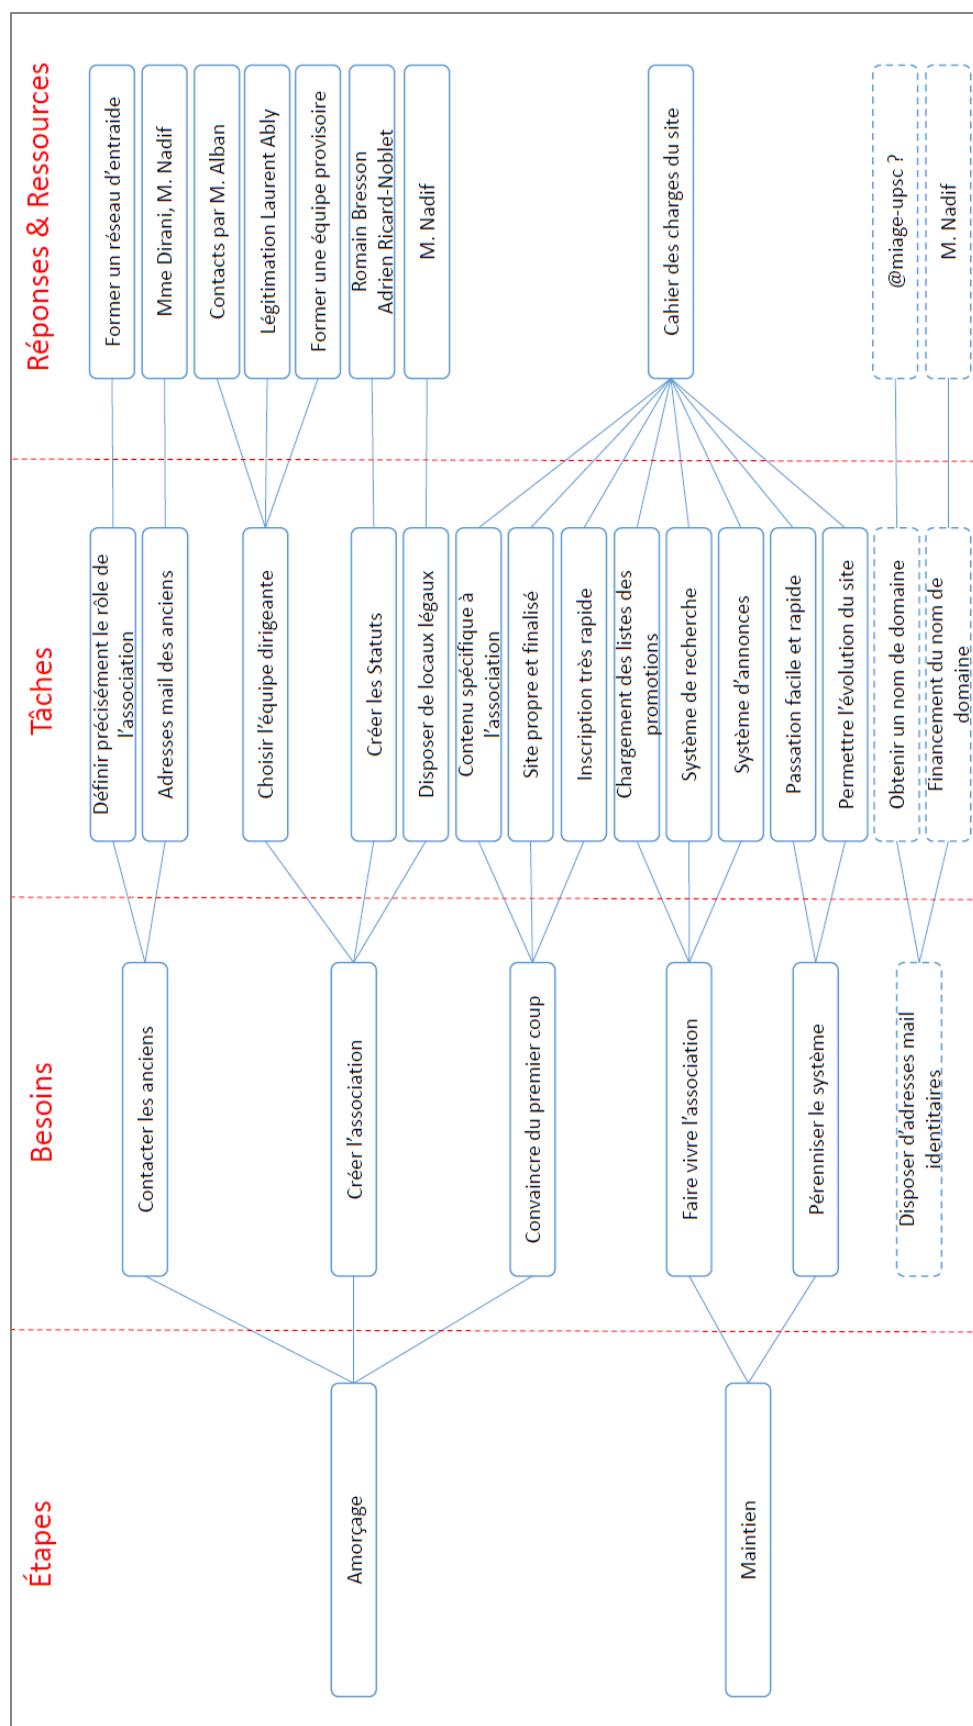 Étapes
Besoins
Tâches
Réponses & Ressources
Amorçage
Maintien
Contacter les anciens
Créer l'association
Convaincre du premier coup
Faire vivre l'association
Pérenniser le système
Disposer d'adresses mail
identitaires
Définir précisément le rôle de
l'association
Adresses mail des anciens
Choisir l'équipe dirigeante
Créer les Statuts
Disposer de locaux légaux
Contenu spécifique à
l'association
Site propre et finalisé
Inscription très rapide
Chargement des listes des
promotions
Système de recherche
Système d'annonces
Passation facile et rapide
Permettre l'évolution du site
Obtenir un nom de domaine
Financement du nom de
domaine
Former un réseau d'entraide
Mme Dirani, M. Nadif
Contacts par M. Alban
Légitimation Laurent Ably
Former une équipe provisoire
Romain Bresson
Adrien Ricard-Noblet
M. Nadif
Cahier des charges du site
@miage-upsc ?
M. Nadif